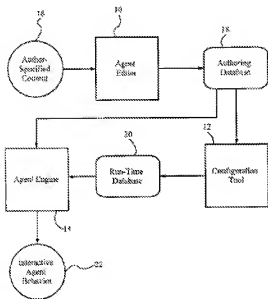 16
10
18
Author-
Specified
Content
Agent
Editor
Authoring
Database
20
12
Agent Engine
Run-Time
Database
Configuration
Tool
14
Interactive
Agent
Behavior
22